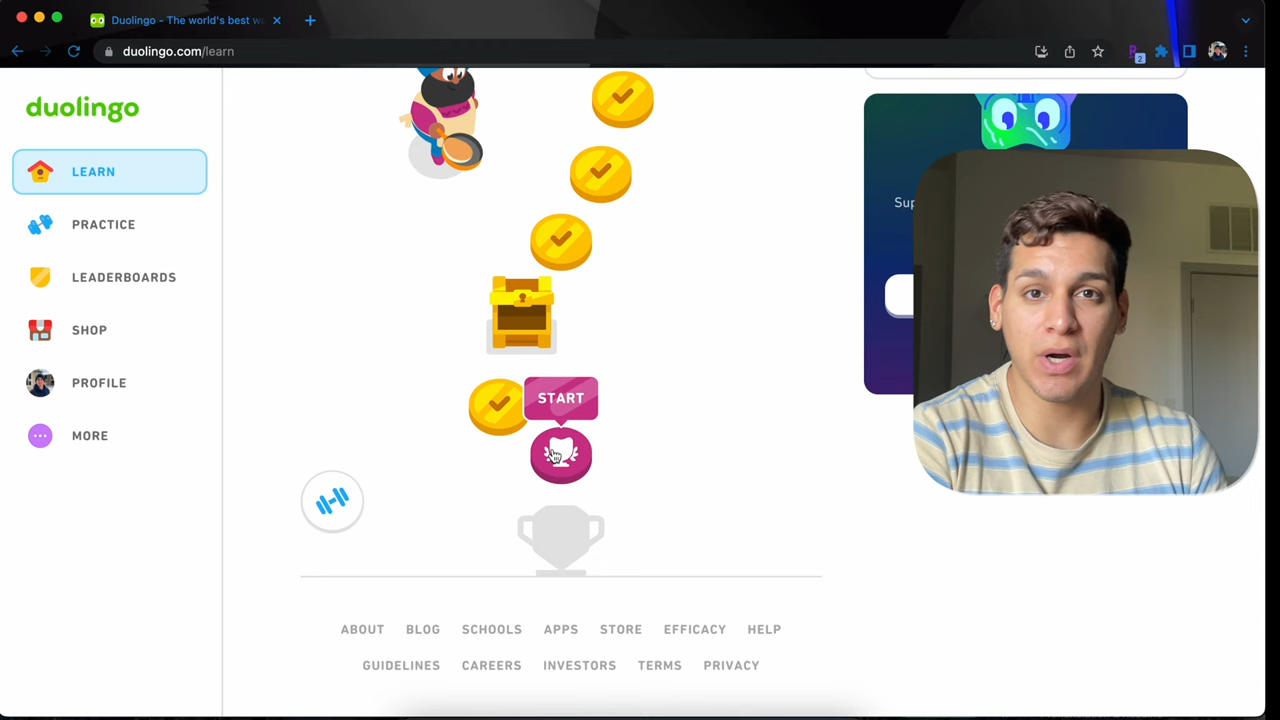 Duolingo - The world's best w
duolingo.com/learn
2
duolingo
LEARN
PRACTICE
LEADERBOARDS
SHOP
PROFILE
MORE
START
Sup
ABOUT BLOG SCHOOLS APPS STORE EFFICACY HELP
GUIDELINES CAREERS INVESTORS TERMS PRIVACY